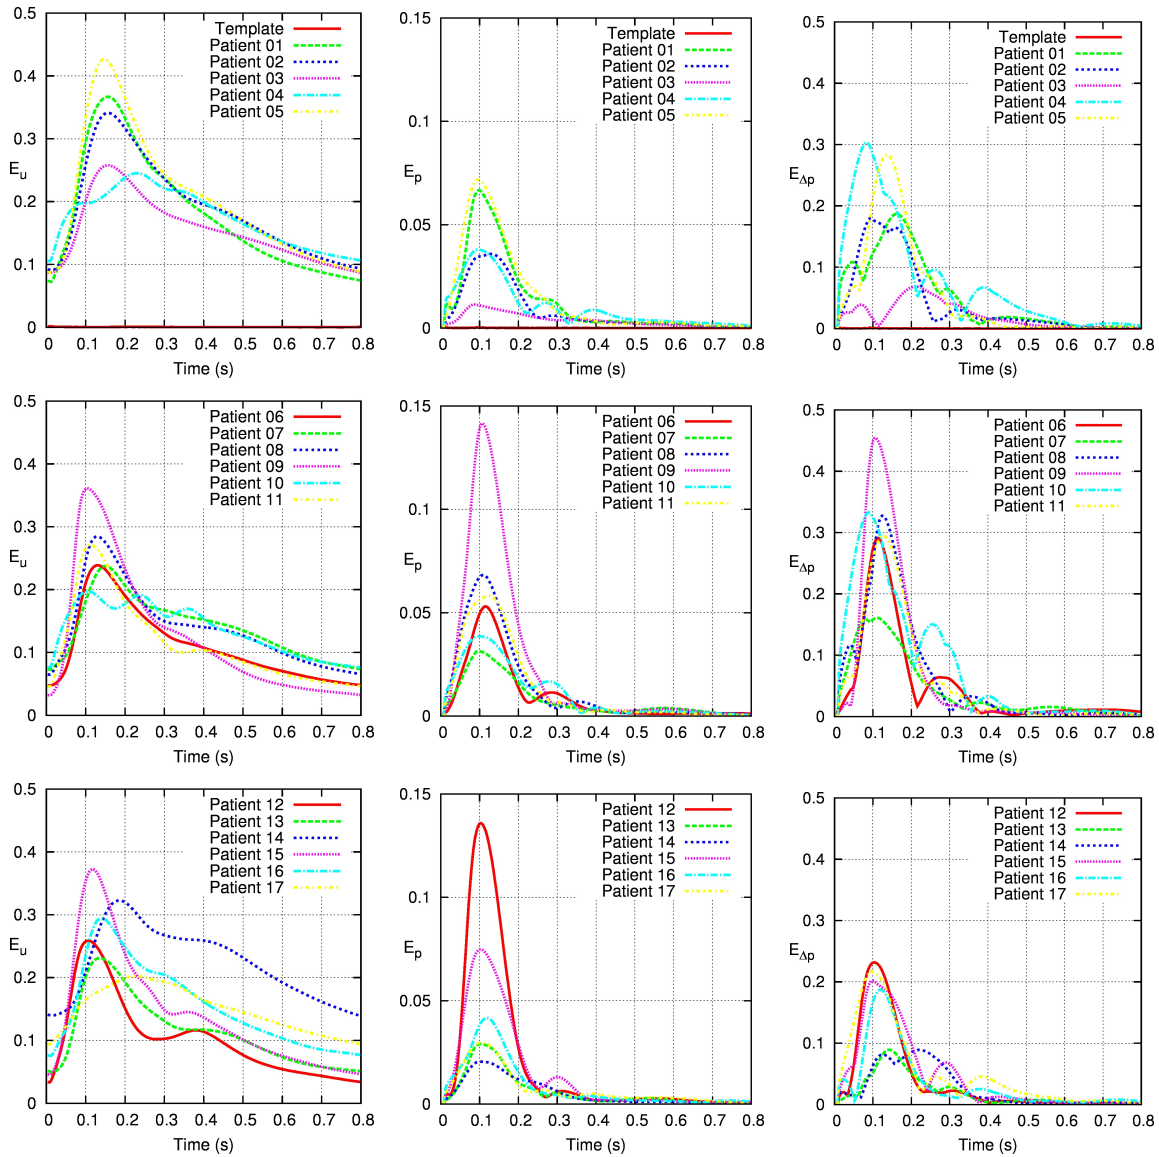 0.5
0.4
0.3
0.2
0.1
0
E_u
0 0.1 0.2 0.3 0.4 0.5 0.6 0.7 0.8
Time (s)
Template
Patient 01
Patient 02
Patient 03
Patient 04
Patient 05
0.15
0.1
0.05
0
E_p
0 0.1 0.2 0.3 0.4 0.5 0.6 0.7 0.8
Time (s)
Template
Patient 01
Patient 02
Patient 03
Patient 04
Patient 05
0.5
0.4
0.3
0.2
0.1
0
E_Δp
0 0.1 0.2 0.3 0.4 0.5 0.6 0.7 0.8
Time (s)
Template
Patient 01
Patient 02
Patient 03
Patient 04
Patient 05
0.5
0.4
0.3
0.2
0.1
0
E_u
0 0.1 0.2 0.3 0.4 0.5 0.6 0.7 0.8
Time (s)
Patient 06
Patient 07
Patient 08
Patient 09
Patient 10
Patient 11
0.15
0.1
0.05
0
E_p
0 0.1 0.2 0.3 0.4 0.5 0.6 0.7 0.8
Time (s)
Patient 06
Patient 07
Patient 08
Patient 09
Patient 10
Patient 11
0.5
0.4
0.3
0.2
0.1
0
E_Δp
0 0.1 0.2 0.3 0.4 0.5 0.6 0.7 0.8
Time (s)
Patient 06
Patient 07
Patient 08
Patient 09
Patient 10
Patient 11
0.5
0.4
0.3
0.2
0.1
0
E_u
0 0.1 0.2 0.3 0.4 0.5 0.6 0.7 0.8
Time (s)
Patient 12
Patient 13
Patient 14
Patient 15
Patient 16
Patient 17
0.15
0.1
0.05
0
E_p
0 0.1 0.2 0.3 0.4 0.5 0.6 0.7 0.8
Time (s)
Patient 12
Patient 13
Patient 14
Patient 15
Patient 16
Patient 17
0.5
0.4
0.3
0.2
0.1
0
E_Δp
0 0.1 0.2 0.3 0.4 0.5 0.6 0.7 0.8
Time (s)
Patient 12
Patient 13
Patient 14
Patient 15
Patient 16
Patient 17